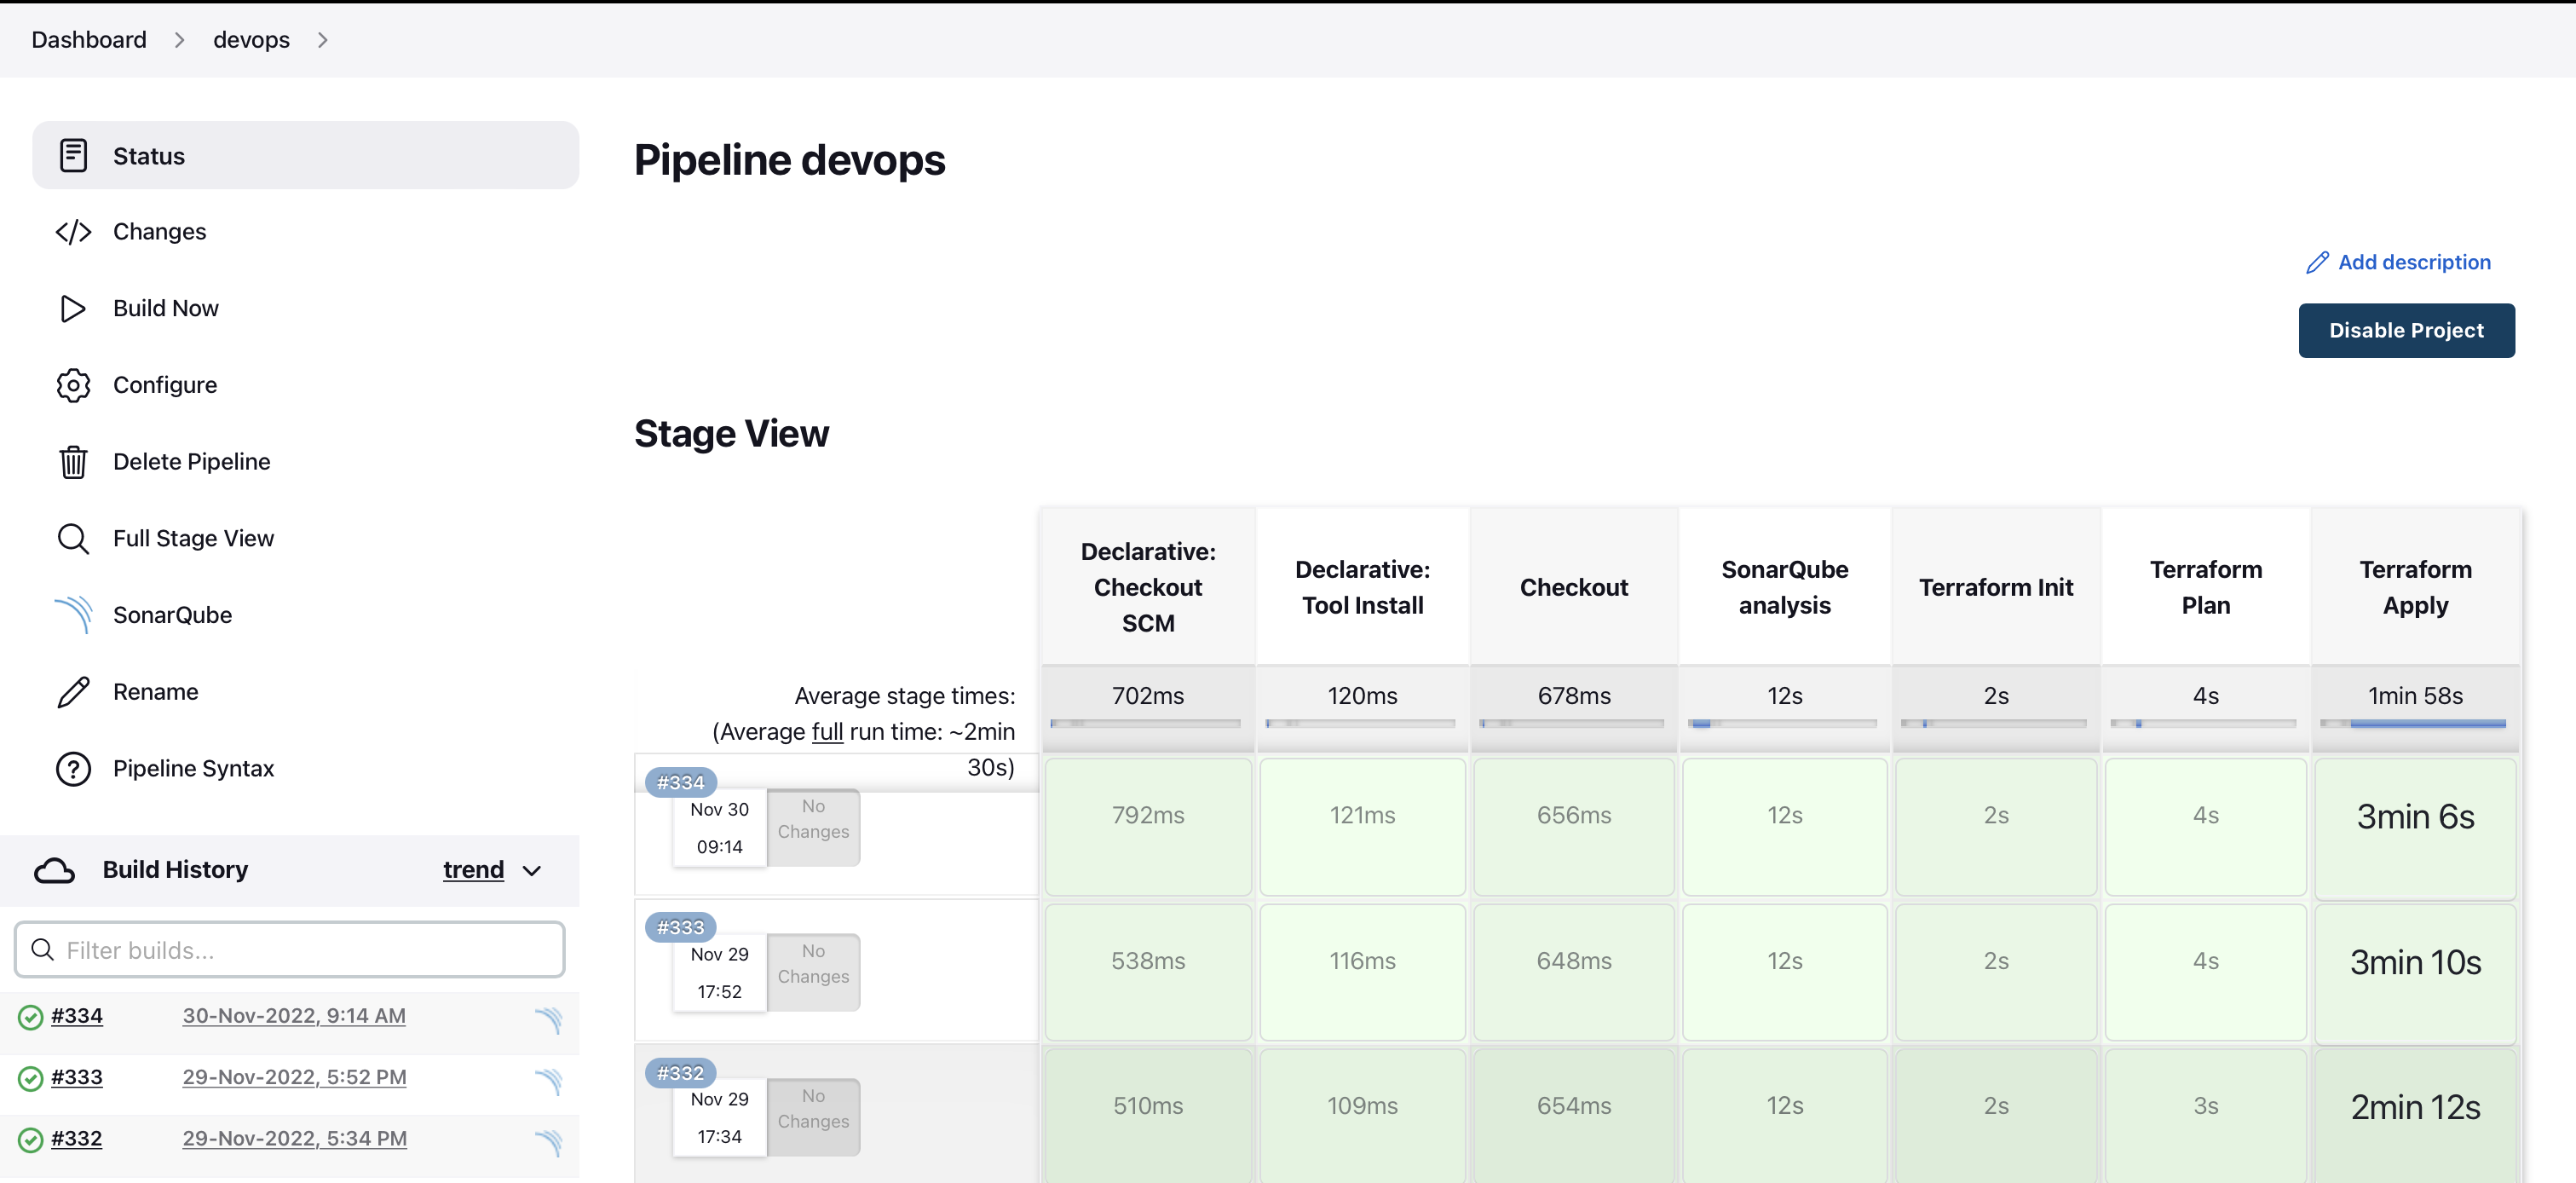 Dashboard > devops >
Status
Changes
Build Now
Configure
Delete Pipeline
Full Stage View
SonarQube
Rename
Pipeline Syntax
Build History trend
Filter builds...
#334 30-Nov-2022, 9:14 AM
#333 29-Nov-2022, 5:52 PM
#332 29-Nov-2022, 5:34 PM
Pipeline devops
Add description
Disable Project
Stage View
Declarative:
Checkout
SCM
Declarative:
Tool Install
Checkout
SonarQube
analysis
Terraform Init
Terraform
Plan
Terraform
Apply
Average stage times:
(Average full run time: ~2min
30s)
702ms 120ms 678ms 12s 2s 4s 1min 58s
#334
Nov 30
09:14
No
Changes
792ms 121ms 656ms 12s 2s 4s 3min 6s
#333
Nov 29
17:52
No
Changes
538ms 116ms 648ms 12s 2s 4s 3min 10s
#332
Nov 29
17:34
No
Changes
510ms 109ms 654ms 12s 2s 3s 2min 12s